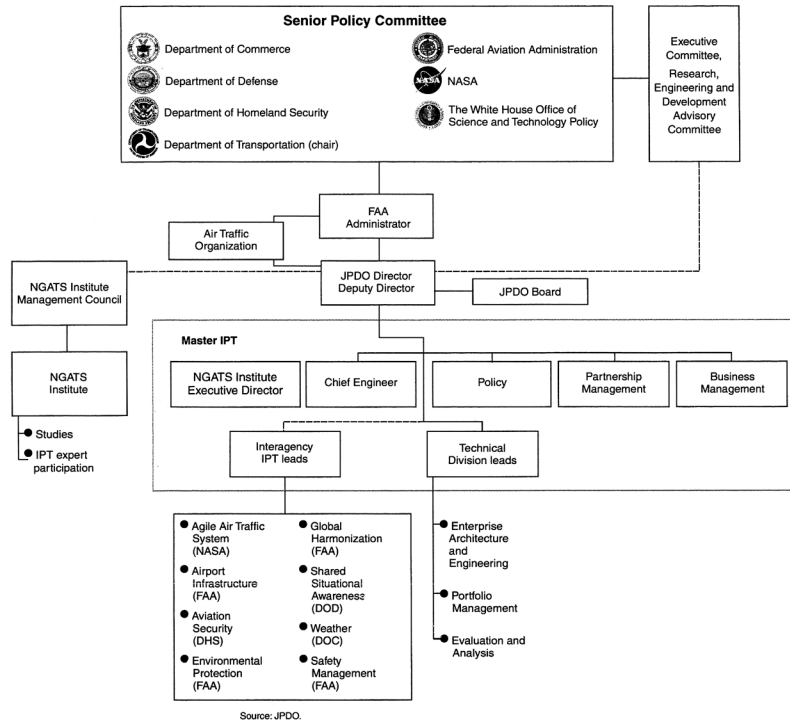 Senior Policy Committee
Department of Commerce
Department of Defense
Department of Homeland Security
Department of Transportation (chair)
Federal Aviation Administration
NASA
NASA
The White House Office of
Science and Technology Policy
Executive
Committee,
Research,
Engineering and
Development
Advisory
Committee
FAA
Administrator
Air Traffic
Organization
JPDO Director
Deputy Director
JPDO Board
NGATS Institute
Management Council
NGATS
Institute
● Studies
● IPT expert
participation
Master IPT
NGATS Institute
Executive Director
Chief Engineer
Policy
Partnership
Management
Business
Management
Interagency
IPT leads
Technical
Division leads
● Agile Air Traffic
System
(NASA)
● Airport
Infrastructure
(FAA)
● Aviation
Security
(DHS)
● Environmental
Protection
(FAA)
● Global
Harmonization
(FAA)
● Shared
Situational
Awareness
(DOD)
● Weather
(DOC)
● Safety
Management
(FAA)
● Enterprise
Architecture
and
Engineering
● Portfolio
Management
● Evaluation and
Analysis
Source: JPDO.